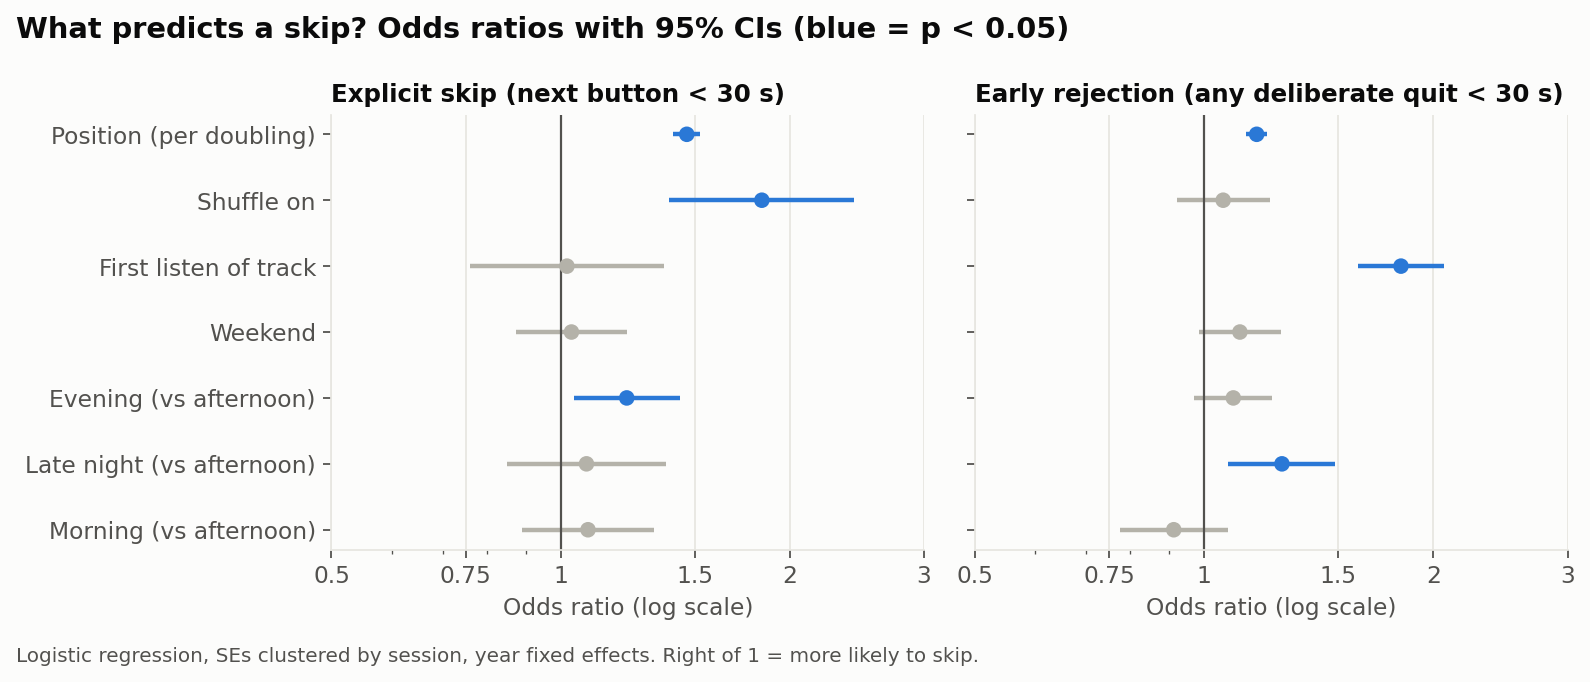 What predicts a skip? Odds ratios with 95% CIs (blue = p < 0.05)
Explicit skip (next button < 30 s)
Early rejection (any deliberate quit < 30 s)
Position (per doubling)
Shuffle on
First listen of track
Weekend
Evening (vs afternoon)
Late night (vs afternoon)
Morning (vs afternoon)
0.5 0.75 1 1.5 2 3
0.5 0.75 1 1.5 2 3
Odds ratio (log scale)
Odds ratio (log scale)
Logistic regression, SEs clustered by session, year fixed effects. Right of 1 = more likely to skip.